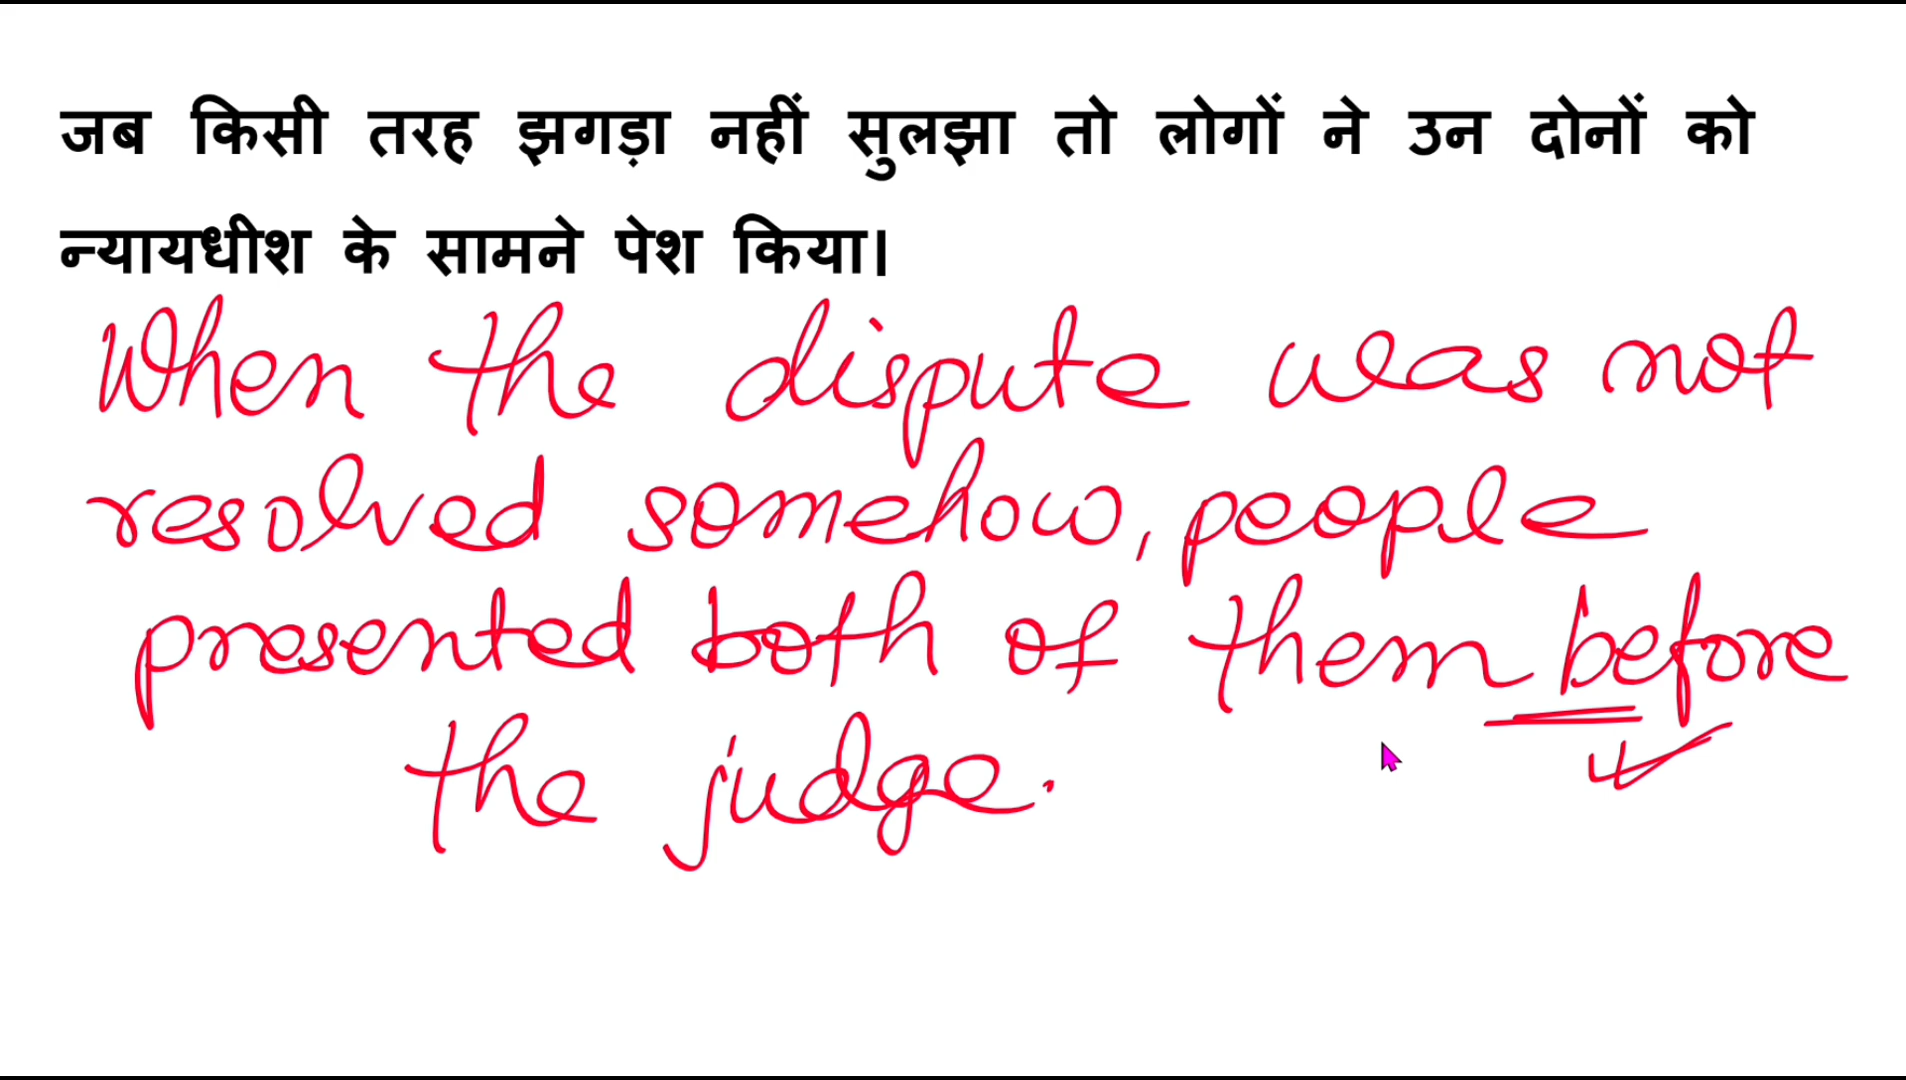 जब किसी तरह झगड़ा नहीं सुलझा तो लोगों ने उन दोनों को
न्यायधीश के सामने पेश किया।
When the dispute was not
resolved somehow, people
presented both of them before
the judge.